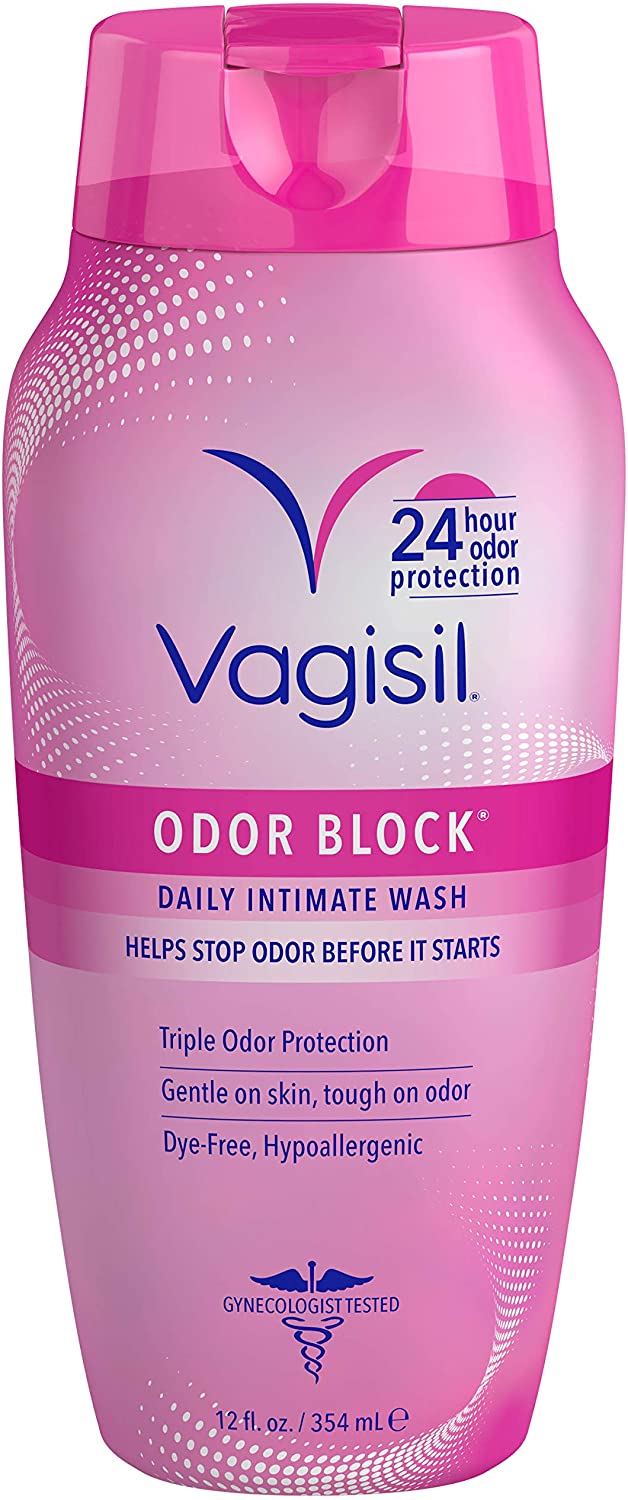 24 hour
odor
protection
Vagisil®
ODOR BLOCK®
DAILY INTIMATE WASH
HELPS STOP ODOR BEFORE IT STARTS
Triple Odor Protection
Gentle on skin, tough on odor
Dye-Free, Hypoallergenic
GYNECOLOGIST TESTED
12 fl. oz. / 354 mL ℮